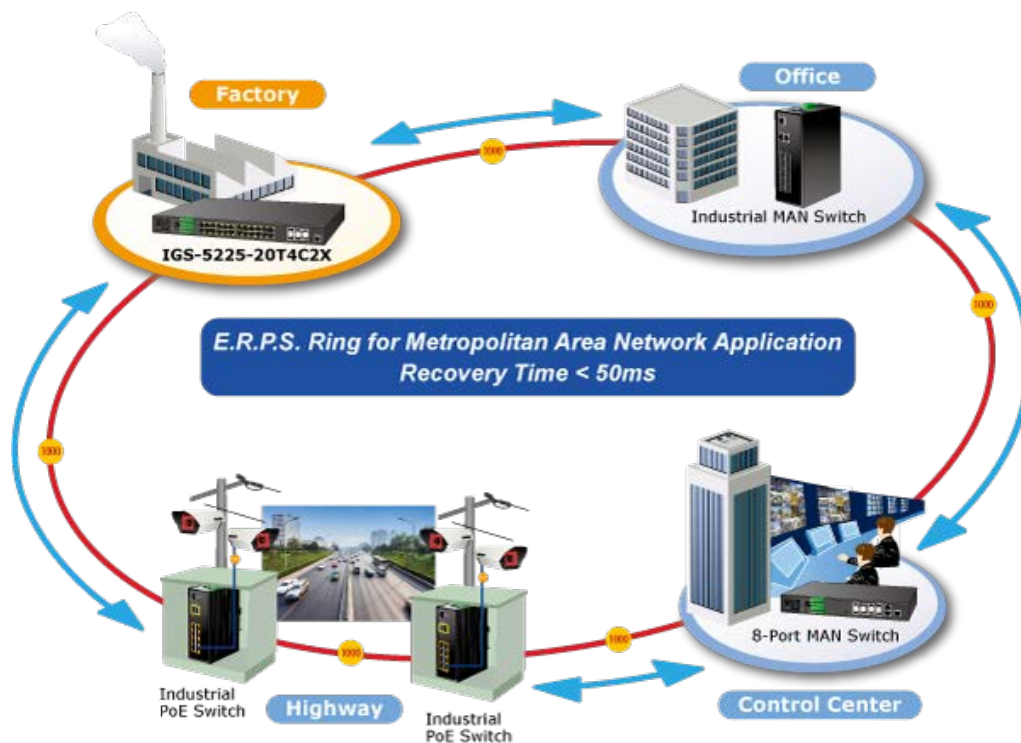 Factory
Office
1000
Industrial MAN Switch
IGS-5225-20T4C2X
1000
E.R.P.S. Ring for Metropolitan Area Network Application
Recovery Time < 50ms
1000
8-Port MAN Switch
1000
1000
Industrial
PoE Switch
Highway
Industrial
PoE Switch
Control Center